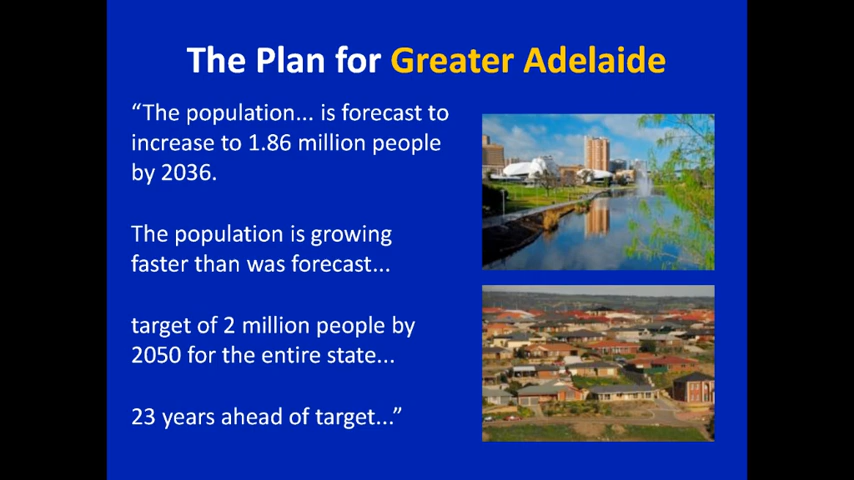 The Plan for Greater Adelaide
“The population... is forecast to
increase to 1.86 million people
by 2036.
The population is growing
faster than was forecast...
target of 2 million people by
2050 for the entire state...
23 years ahead of target...”